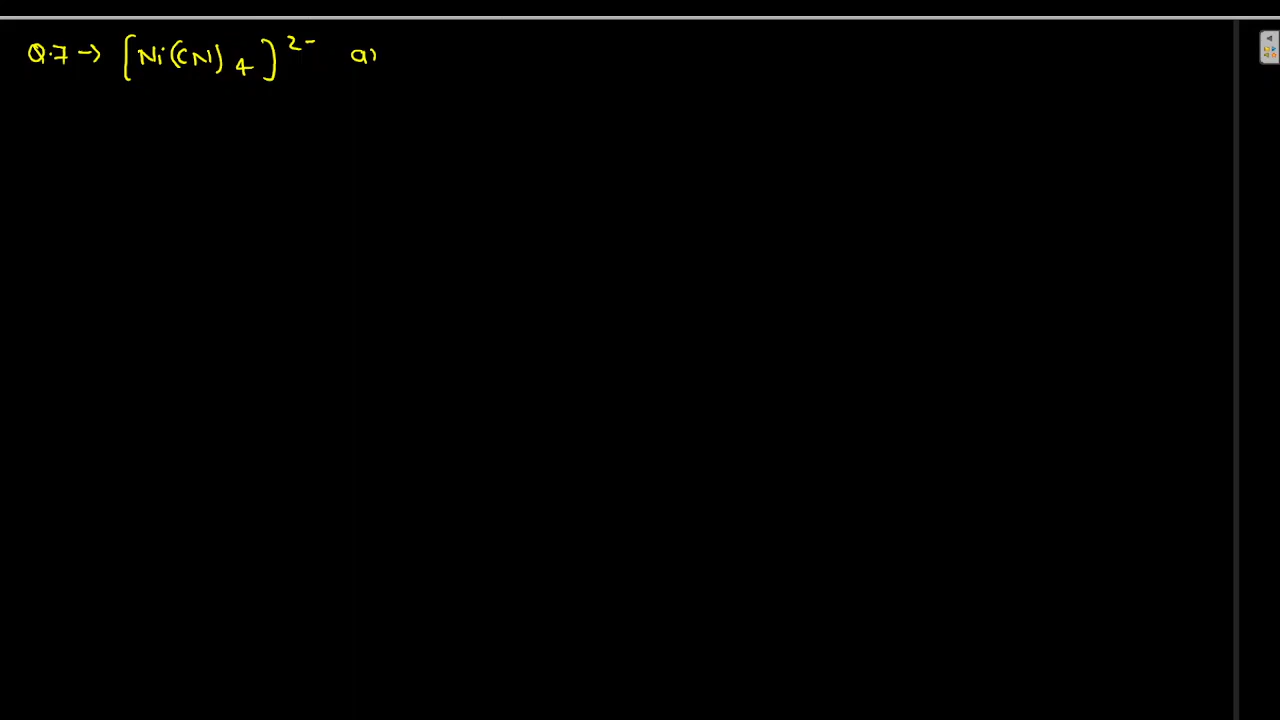 Q.7 → [Ni(CN)4]2-